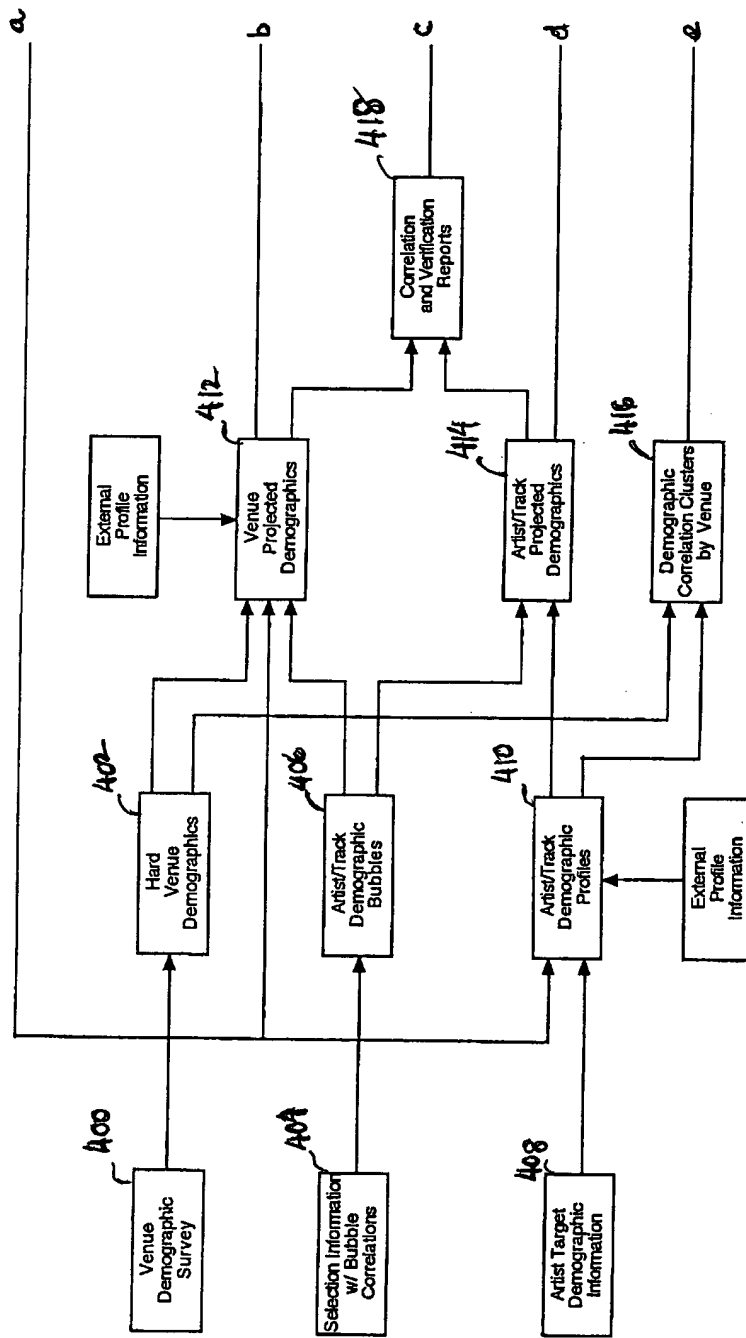 a
b
c
d
e
400
Venue
Demographic
Survey
404
Selection Information
w/ Bubble
Correlations
408
Artist Target
Demographic
Information
402
Hard
Venue
Demographics
406
Artist/Track
Demographic
Bubbles
410
Artist/Track
Demographic
Profiles
External
Profile
Information
External
Profile
Information
412
Venue
Projected
Demographics
414
Artist/Track
Projected
Demographics
416
Demographic
Correlation Clusters
by Venue
418
Correlation
and Verification
Reports